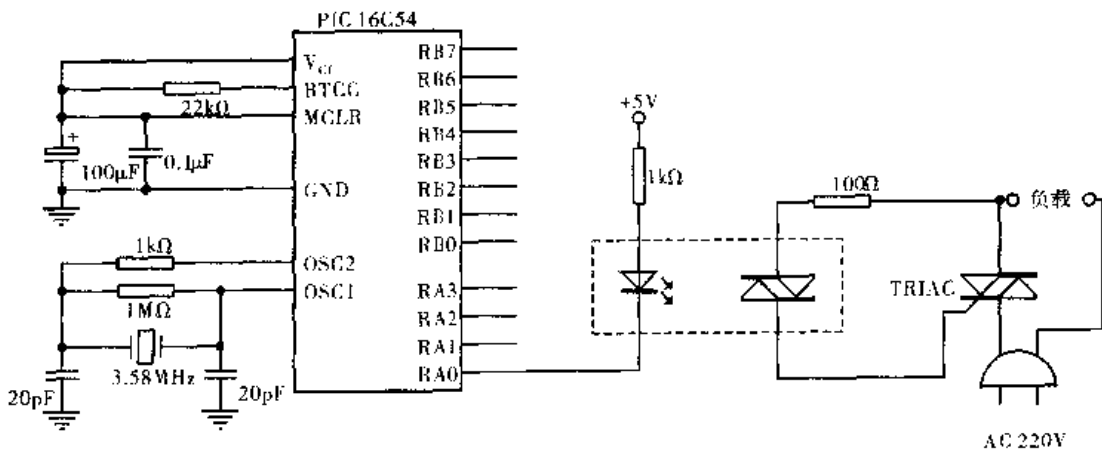 PIC 16C54
V_CC
RTCC
22kΩ
MCLR
100μF
0.1μF
GND
1kΩ
OSC2
OSC1
1MΩ
3.58MHz
20pF
20pF
RB7
RB6
RB5
RB4
RB3
RB2
RB1
RB0
RA3
RA2
RA1
RA0
+5V
1kΩ
100Ω
负载
TRIAC
AC 220V
+